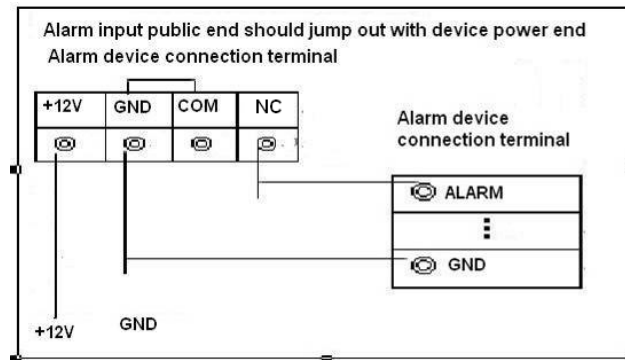 Alarm input public end should jump out with device power end
Alarm device connection terminal
+12V GND COM NC
Alarm device
connection terminal
ALARM
GND
+12V GND